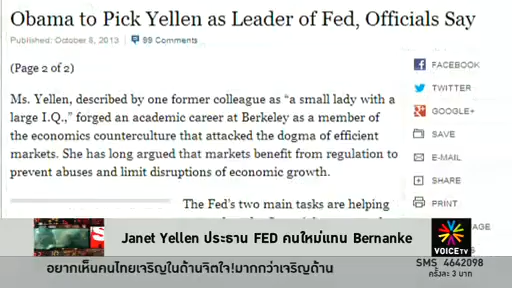 Obama to Pick Yellen as Leader of Fed, Officials Say
Published: October 8, 2013
99 Comments
(Page 2 of 2)
FACEBOOK
TWITTER
GOOGLE+
SAVE
E-MAIL
SHARE
PRINT
Ms. Yellen, described by one former colleague as “a small lady with a
large I.Q.,” forged an academic career at Berkeley as a member of
the economics counterculture that attacked the dogma of efficient
markets. She has long argued that markets benefit from regulation to
prevent abuses and limit disruptions of economic growth.
The Fed’s two main tasks are helping
Janet Yellen ประธาน FED คนใหม่แทน Bernanke
VOICE TV
SMS 4642098
ครั้งละ 3 บาท
อยากเห็นคนไทยเจริญในด้านจิตใจ!มากกว่าเจริญด้าน